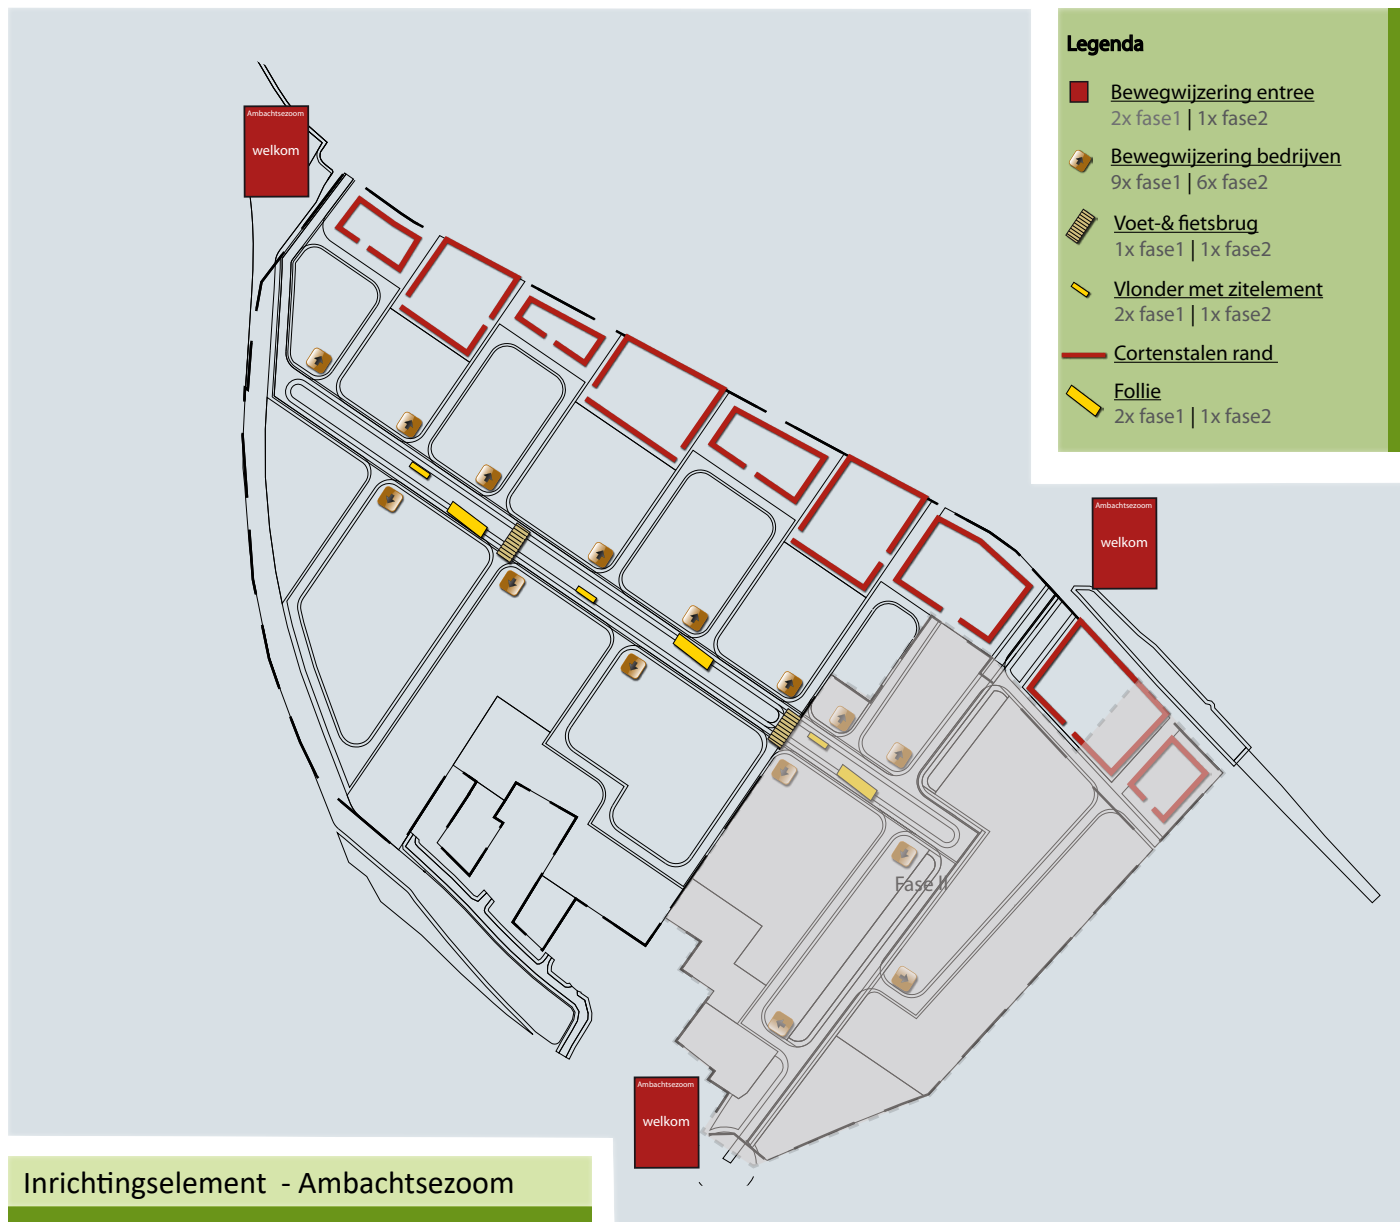 Legenda
Bewegwijzering entree
2x fase1 | 1x fase2
Bewegwijzering bedrijven
9x fase1 | 6x fase2
Voet-& fietsbrug
1x fase1 | 1x fase2
Vlonder met zitelement
2x fase1 | 1x fase2
Cortenstalen rand
Follie
2x fase1 | 1x fase2
Ambachtsezoom
welkom
Ambachtsezoom
welkom
Fase II
Ambachtsezoom
welkom
Inrichtingselement - Ambachtsezoom